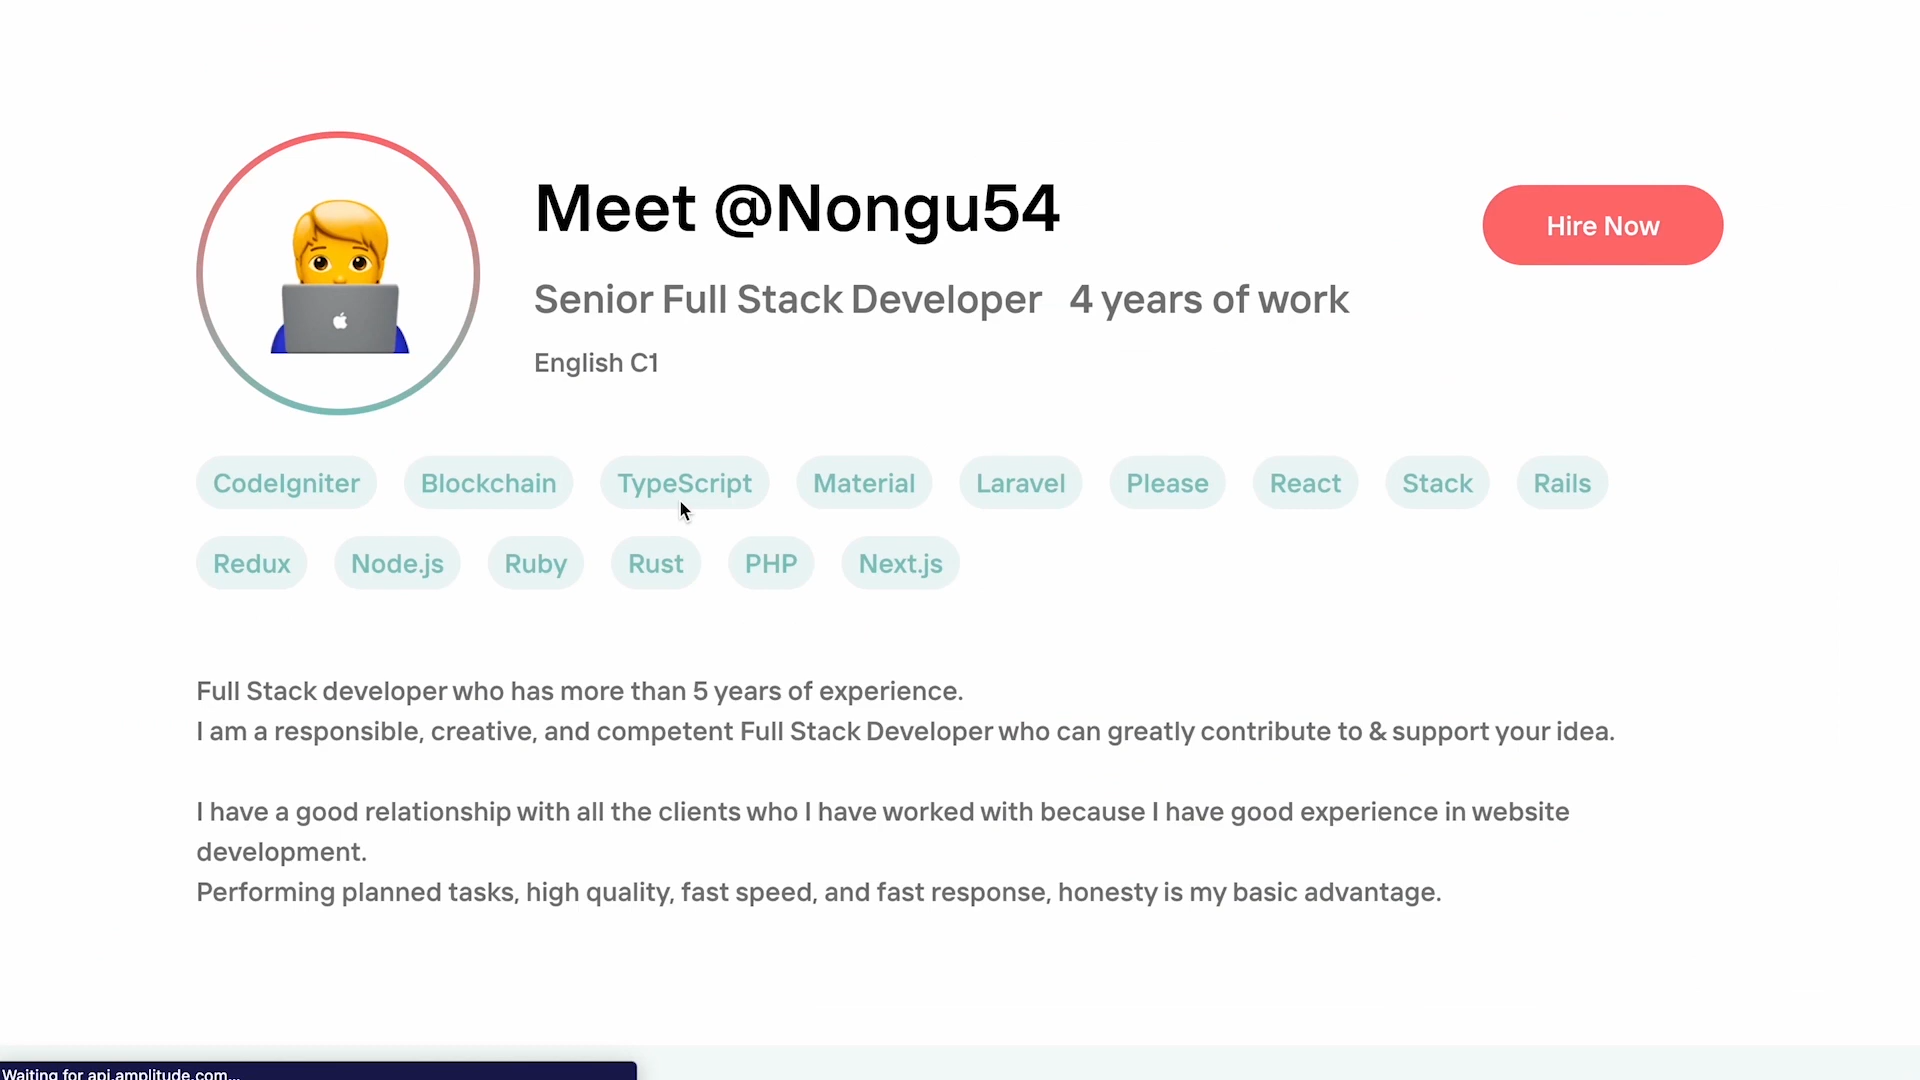 Meet @Nongu54
Hire Now
Senior Full Stack Developer 4 years of work
English C1
CodeIgniter Blockchain TypeScript Material Laravel Please React Stack Rails
Redux Node.js Ruby Rust PHP Next.js
Full Stack developer who has more than 5 years of experience.
I am a responsible, creative, and competent Full Stack Developer who can greatly contribute to & support your idea.
I have a good relationship with all the clients who I have worked with because I have good experience in website
development.
Performing planned tasks, high quality, fast speed, and fast response, honesty is my basic advantage.
Waiting for api.amplitude.com...